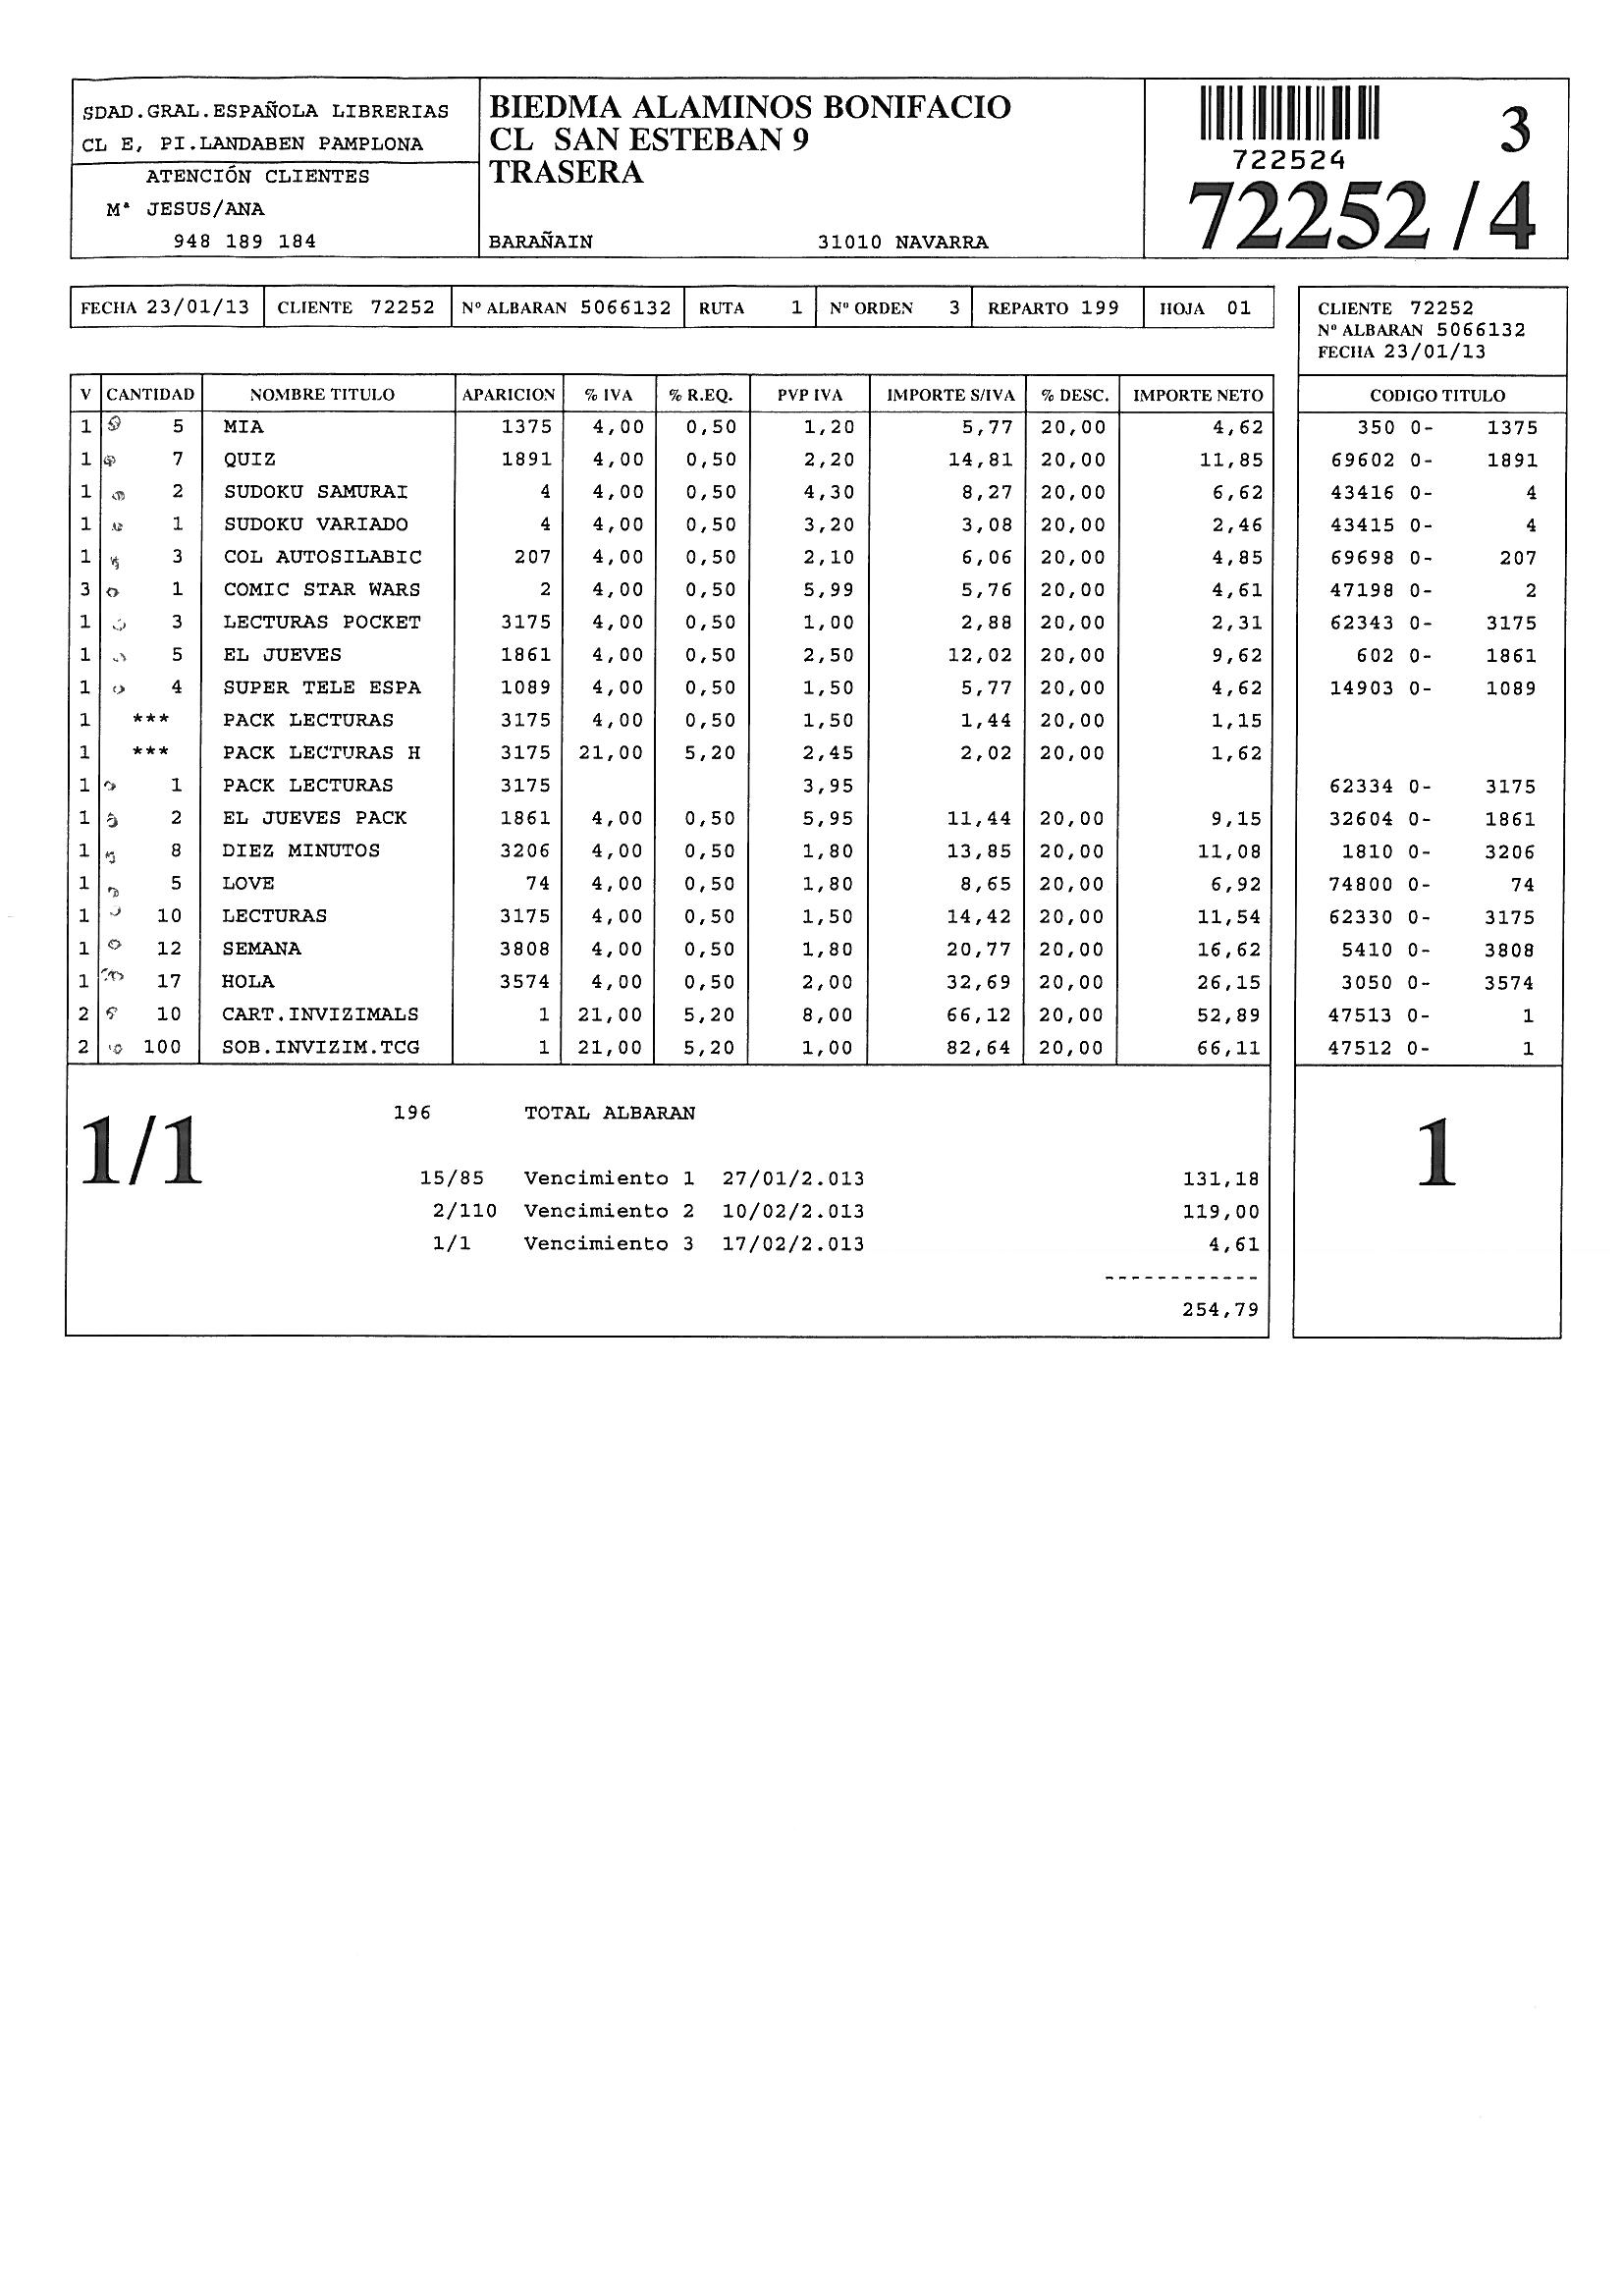 SDAD.GRAL.ESPAÑOLA LIBRERIAS
CL E, PI.LANDABEN PAMPLONA
ATENCIÓN CLIENTES
Mª JESUS/ANA
948 189 184
BIEDMA ALAMINOS BONIFACIO
CL SAN ESTEBAN 9
TRASERA
BARAÑAIN 31010 NAVARRA
3
722524
72252/4
FECHA 23/01/13 CLIENTE 72252 Nº ALBARAN 5066132 RUTA 1 Nº ORDEN 3 REPARTO 199 HOJA 01
CLIENTE 72252
Nº ALBARAN 5066132
FECHA 23/01/13
V CANTIDAD NOMBRE TITULO APARICION % IVA % R.EQ. PVP IVA IMPORTE S/IVA % DESC. IMPORTE NETO CODIGO TITULO
1 5 MIA 1375 4,00 0,50 1,20 5,77 20,00 4,62 350 0- 1375
1 7 QUIZ 1891 4,00 0,50 2,20 14,81 20,00 11,85 69602 0- 1891
1 2 SUDOKU SAMURAI 4 4,00 0,50 4,30 8,27 20,00 6,62 43416 0- 4
1 1 SUDOKU VARIADO 4 4,00 0,50 3,20 3,08 20,00 2,46 43415 0- 4
1 3 COL AUTOSILABIC 207 4,00 0,50 2,10 6,06 20,00 4,85 69698 0- 207
3 1 COMIC STAR WARS 2 4,00 0,50 5,99 5,76 20,00 4,61 47198 0- 2
1 3 LECTURAS POCKET 3175 4,00 0,50 1,00 2,88 20,00 2,31 62343 0- 3175
1 5 EL JUEVES 1861 4,00 0,50 2,50 12,02 20,00 9,62 602 0- 1861
1 4 SUPER TELE ESPA 1089 4,00 0,50 1,50 5,77 20,00 4,62 14903 0- 1089
1 *** PACK LECTURAS 3175 4,00 0,50 1,50 1,44 20,00 1,15
1 *** PACK LECTURAS H 3175 21,00 5,20 2,45 2,02 20,00 1,62
1 1 PACK LECTURAS 3175 3,95 62334 0- 3175
1 2 EL JUEVES PACK 1861 4,00 0,50 5,95 11,44 20,00 9,15 32604 0- 1861
1 8 DIEZ MINUTOS 3206 4,00 0,50 1,80 13,85 20,00 11,08 1810 0- 3206
1 5 LOVE 74 4,00 0,50 1,80 8,65 20,00 6,92 74800 0- 74
1 10 LECTURAS 3175 4,00 0,50 1,50 14,42 20,00 11,54 62330 0- 3175
1 12 SEMANA 3808 4,00 0,50 1,80 20,77 20,00 16,62 5410 0- 3808
1 17 HOLA 3574 4,00 0,50 2,00 32,69 20,00 26,15 3050 0- 3574
2 10 CART.INVIZIMALS 1 21,00 5,20 8,00 66,12 20,00 52,89 47513 0- 1
2 100 SOB.INVIZIM.TCG 1 21,00 5,20 1,00 82,64 20,00 66,11 47512 0- 1
1/1
196 TOTAL ALBARAN
15/85 Vencimiento 1 27/01/2.013 131,18
2/110 Vencimiento 2 10/02/2.013 119,00
1/1 Vencimiento 3 17/02/2.013 4,61
------------
254,79
1